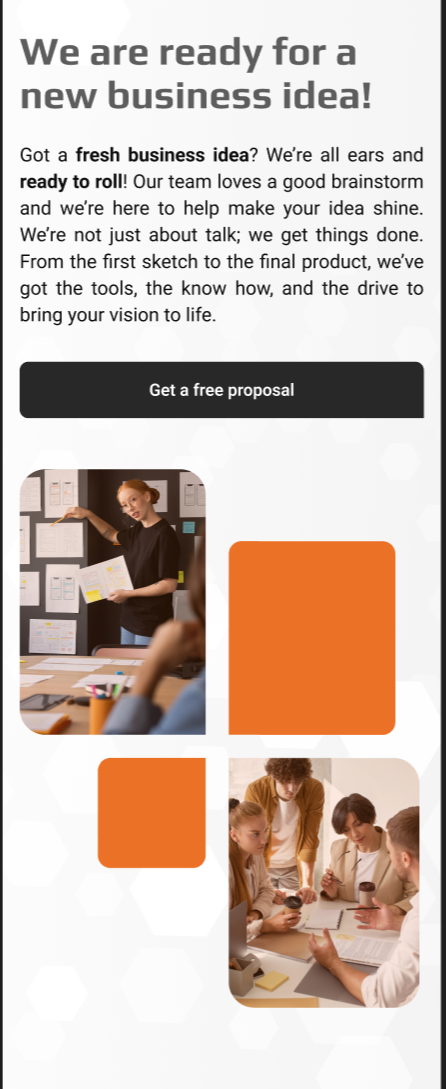 We are ready for a
new business idea!
Got a fresh business idea? We’re all ears and
ready to roll! Our team loves a good brainstorm
and we’re here to help make your idea shine.
We’re not just about talk; we get things done.
From the first sketch to the final product, we’ve
got the tools, the know how, and the drive to
bring your vision to life.
Get a free proposal